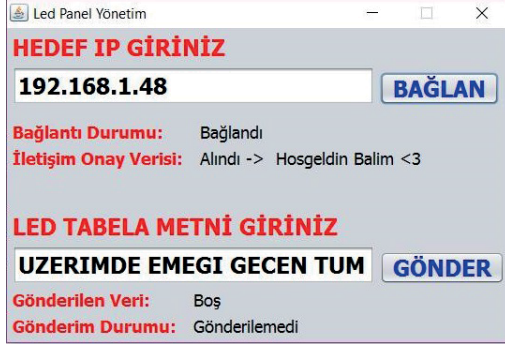 Led Panel Yönetim
HEDEF IP GİRİNİZ
192.168.1.48
BAĞLAN
Bağlantı Durumu: Bağlandı
İletişim Onay Verisi: Alındı -> Hosgeldin Balim <3
LED TABELA METNİ GİRİNİZ
UZERIMDE EMEGI GECEN TUM
GÖNDER
Gönderilen Veri: Boş
Gönderim Durumu: Gönderilemedi